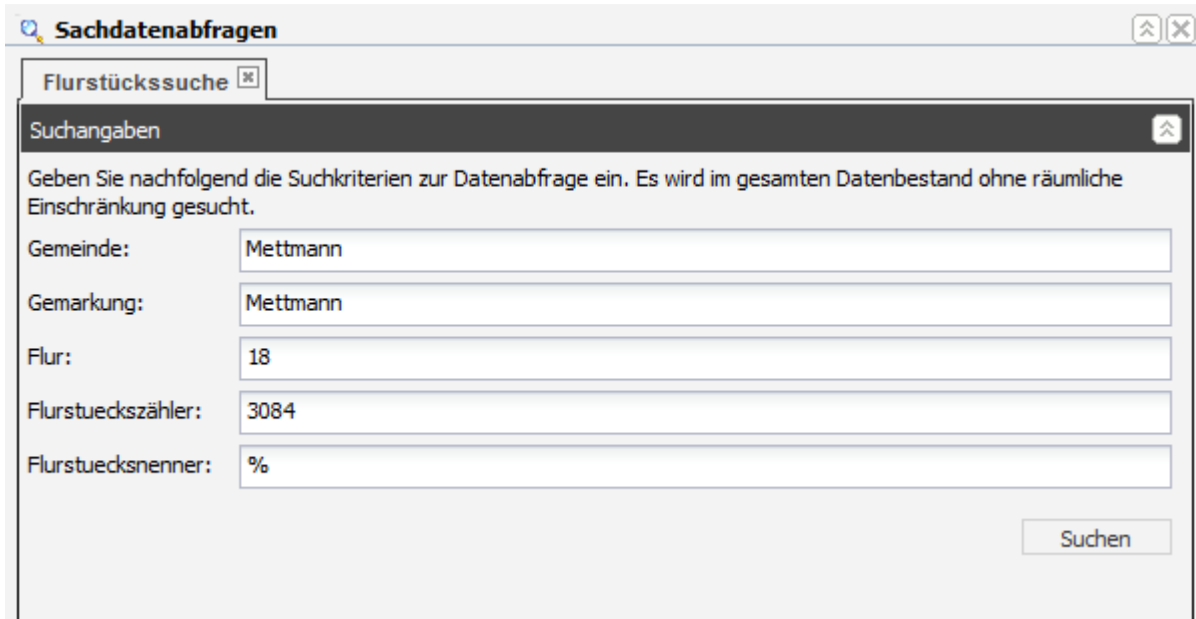 Sachdatenabfragen
Flurstückssuche
Suchangaben
Geben Sie nachfolgend die Suchkriterien zur Datenabfrage ein. Es wird im gesamten Datenbestand ohne räumliche
Einschränkung gesucht.
Gemeinde: Mettmann
Gemarkung: Mettmann
Flur: 18
Flurstueckszähler: 3084
Flurstuecksnenner: %
Suchen